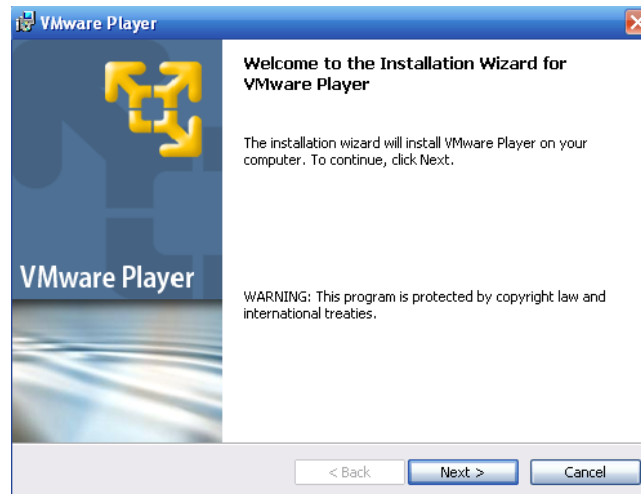 VMware Player
Welcome to the Installation Wizard for
VMware Player
The installation wizard will install VMware Player on your
computer. To continue, click Next.
VMware Player
WARNING: This program is protected by copyright law and
international treaties.
< Back
Next >
Cancel